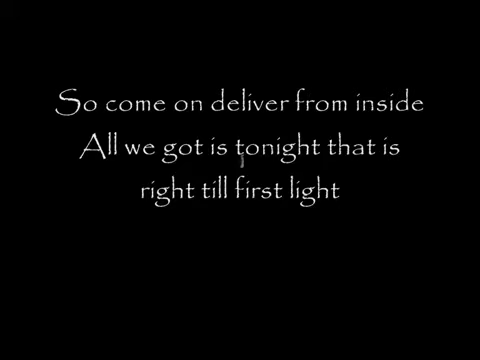 So come on deliver from inside
All we got is tonight that is
right till first light